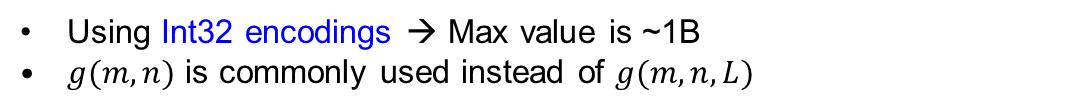 • Using Int32 encodings → Max value is ~1B
• g(m, n) is commonly used instead of g(m, n, L)